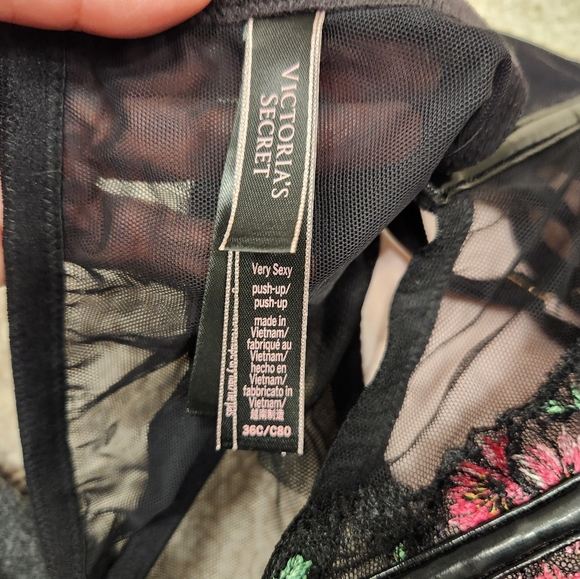 VICTORIA'S
SECRET
Very Sexy
push-up/
push-up
made in
Vietnam/
fabriqué au
Vietnam/
hecho en
Vietnam/
fabbricato in
Vietnam/
越南制造
36C/C80